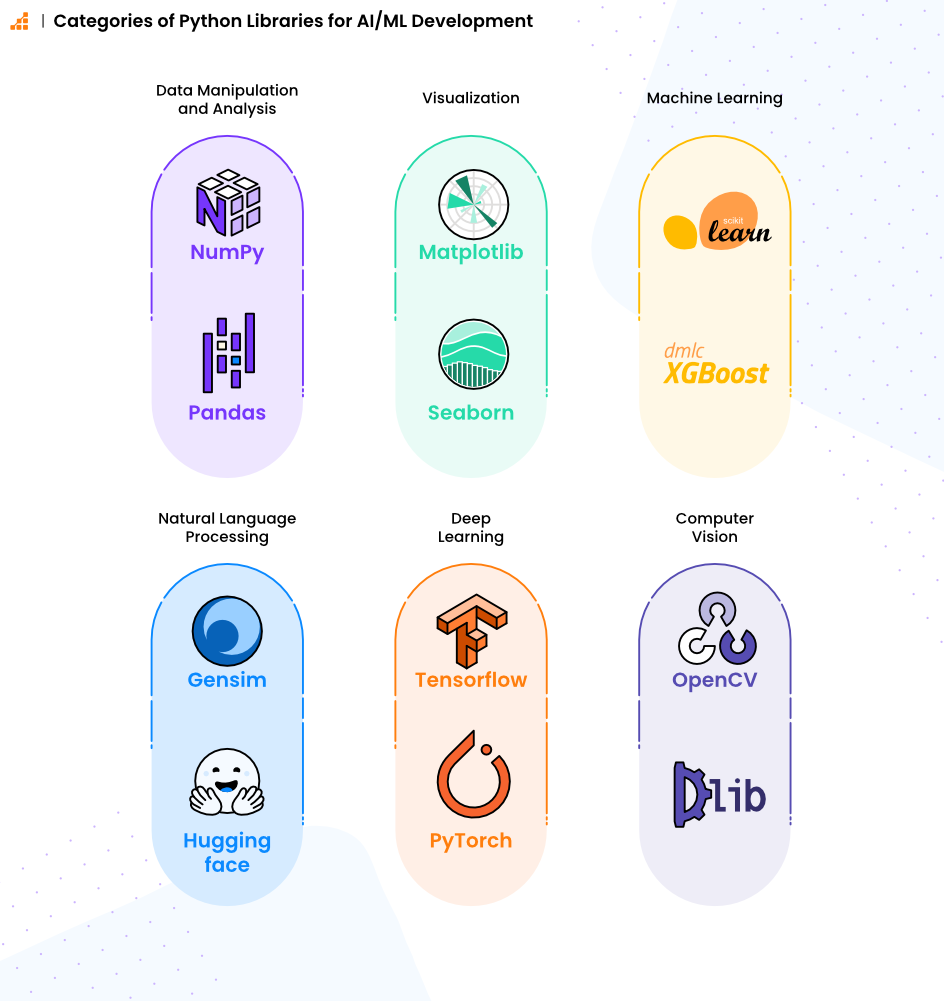 | Categories of Python Libraries for AI/ML Development
Data Manipulation
and Analysis
NumPy
Pandas
Visualization
Matplotlib
Seaborn
Machine Learning
scikit
learn
dmlc
XGBoost
Natural Language
Processing
Gensim
Hugging
face
Deep
Learning
Tensorflow
PyTorch
Computer
Vision
OpenCV
Dlib